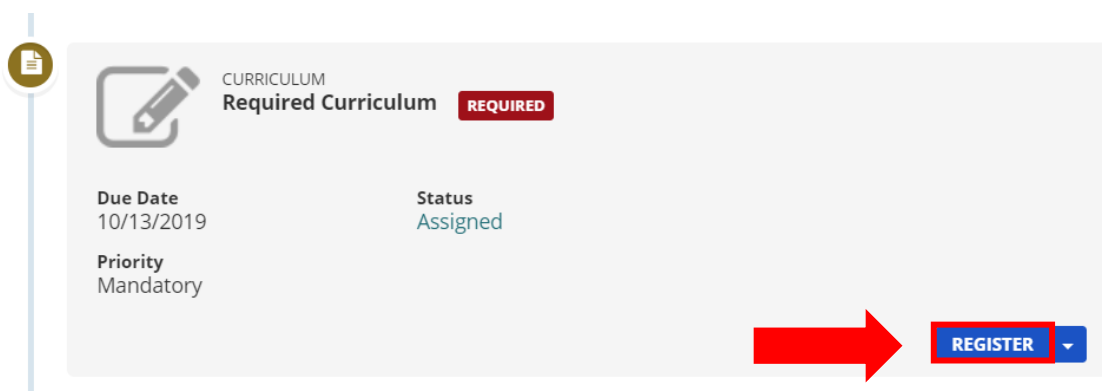 CURRICULUM
Required Curriculum REQUIRED
Due Date
10/13/2019
Status
Assigned
Priority
Mandatory
REGISTER